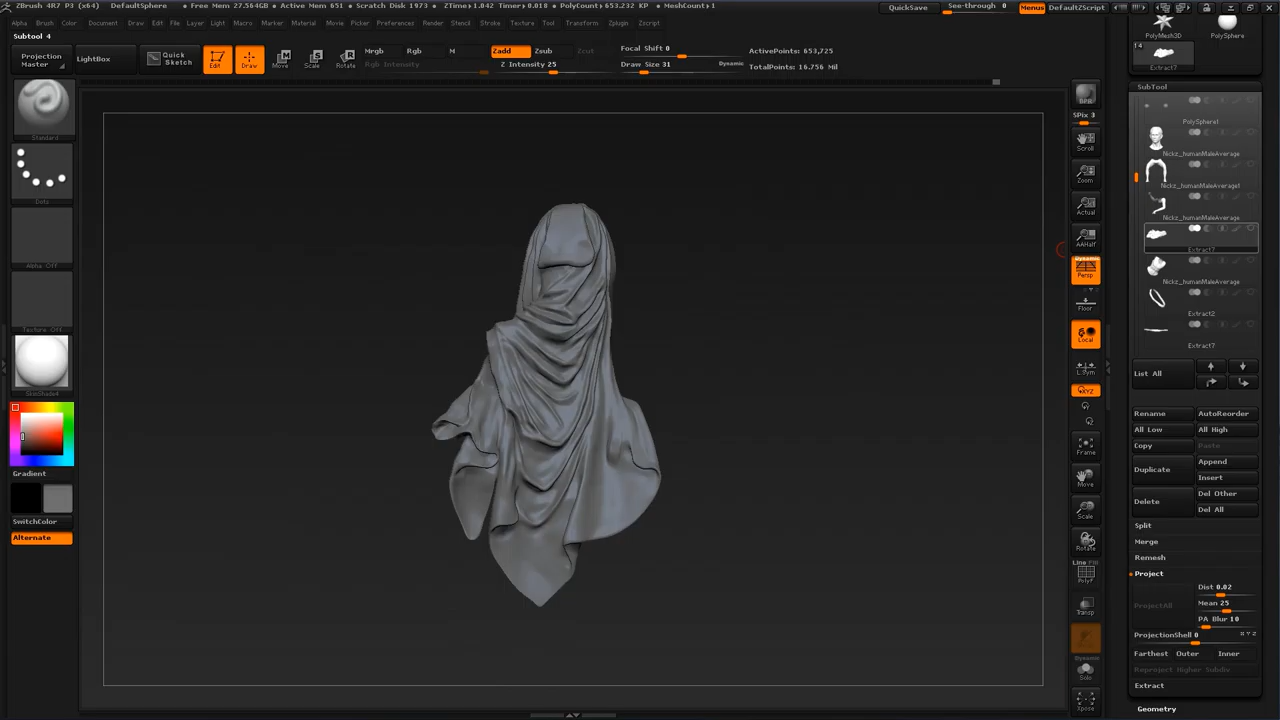 ZBrush 4R7 P3 (x64) DefaultSphere • Free Mem 27.564GB • Active Mem 651 • Scratch Disk 1973 • ZTime▶1.042 Timer▶0.018 • PolyCount▶653.232 KP • MeshCount▶1
QuickSave See-through 0 Menus DefaultZScript
Alpha Brush Color Document Draw Edit File Layer Light Macro Marker Material Movie Picker Preferences Render Stencil Stroke Texture Tool Transform Zplugin Zscript
Subtool 4
Projection Master
LightBox
Quick Sketch
Edit Draw Move Scale Rotate
Mrgb Rgb M
Rgb Intensity
Zadd Zsub Zcut
Z Intensity 25
Focal Shift 0
Draw Size 31 Dynamic
ActivePoints: 653,725
TotalPoints: 16.756 Mil
Standard
Dots
Alpha Off
Texture Off
Gradient
SwitchColor
Alternate
BPR
SPix 3
Scroll
Zoom
Actual
AAHalf
Dynamic
Persp
Floor
Local
L.Sym
XYZ
Frame
Move
Scale
Rotate
Line Fill
PolyF
Transp
Dynamic
Solo
Xpose
PolyMesh3D PolySphere
14
Extract7
SubTool
PolySphere1
Nickz_humanMaleAverage
Nickz_humanMaleAverage1
Nickz_humanMaleAverage
Extract7
Nickz_humanMaleAverage
Extract2
Extract7
List All
Rename AutoReorder
All Low All High
Copy Paste
Duplicate Append
Insert
Delete Del Other
Del All
Split
Merge
Remesh
Project
ProjectAll Dist 0.02
Mean 25
PA Blur 10
ProjectionShell 0 X Y Z
Farthest Outer Inner
Reproject Higher Subdiv
Extract
Geometry